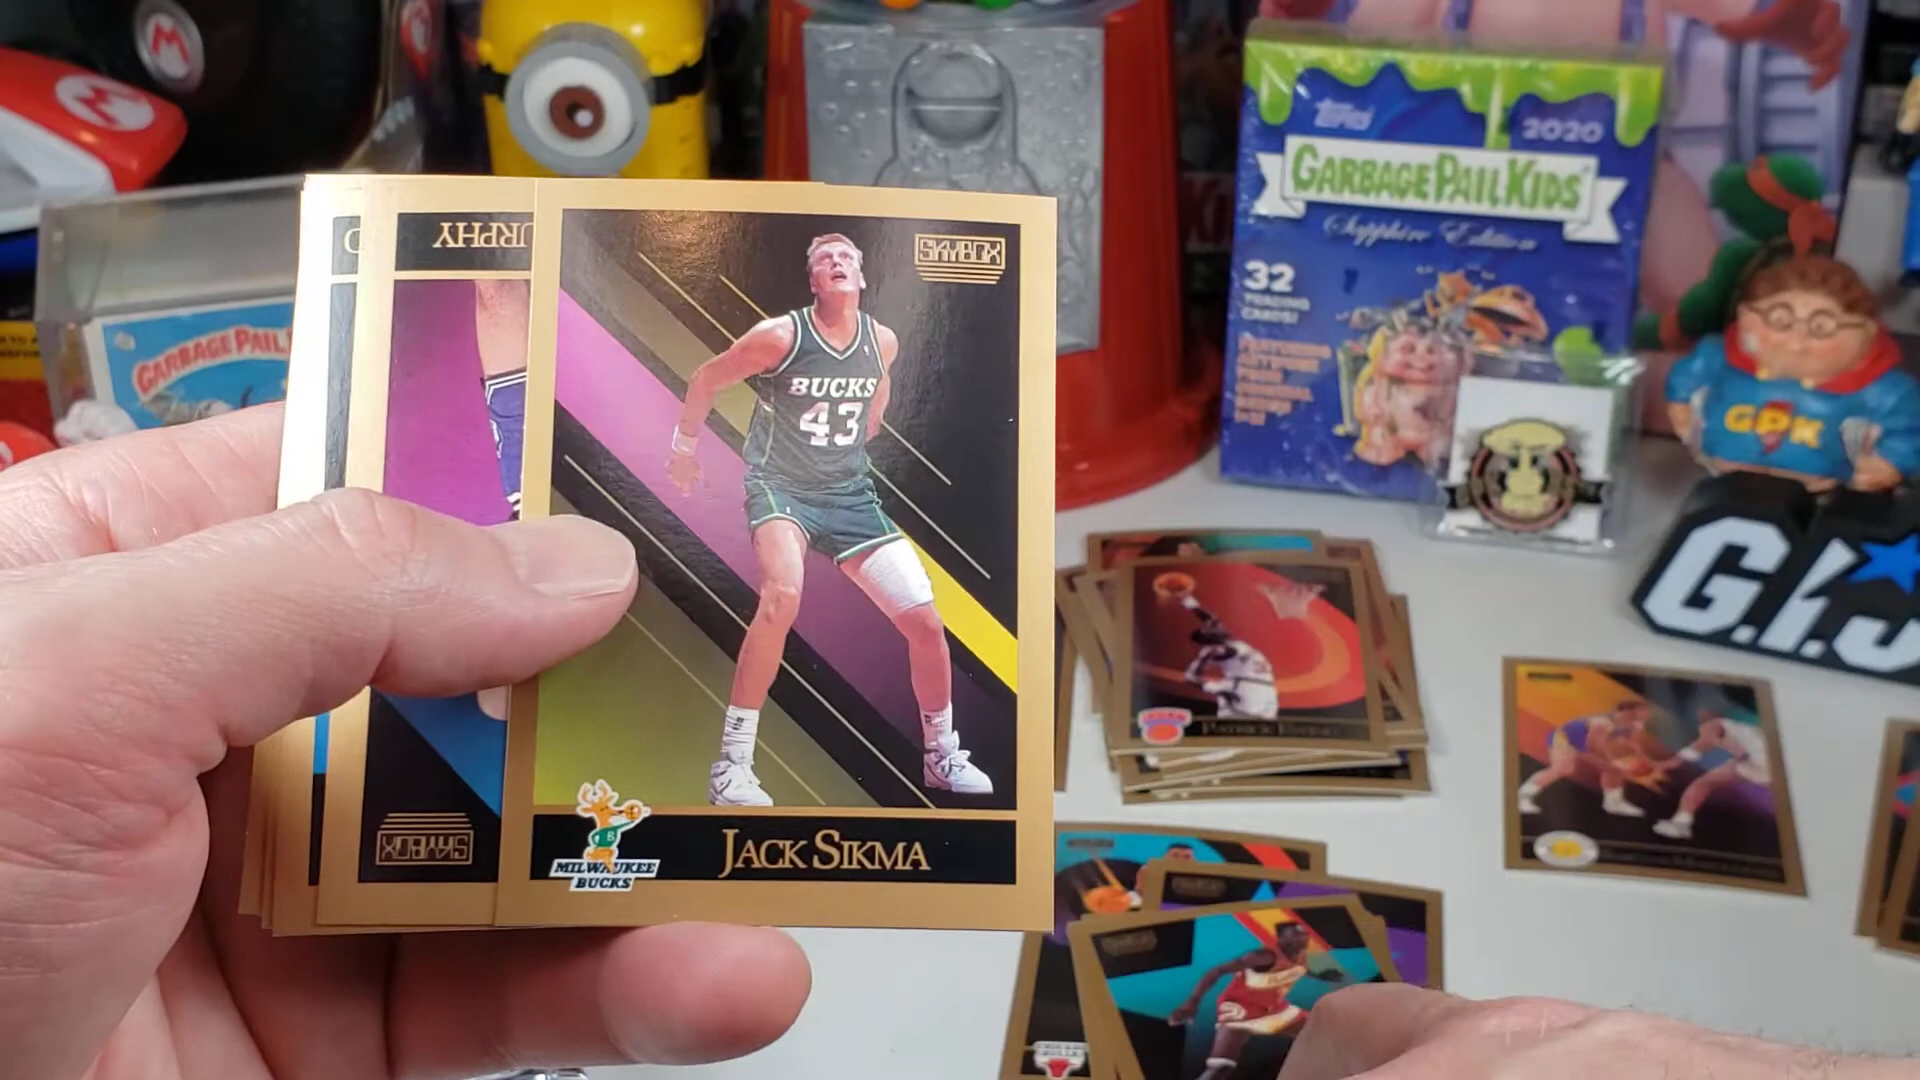 M
M
GARBAGE PAIL
SKYBOX
BUCKS
43
MILWAUKEE
BUCKS
JACK SIKMA
URPHY
SKYBOX
2020
GARBAGE PAIL KIDS
Sapphire Edition
32
TRADING
CARDS!
GPK
G.I.J
PATRICK EWING